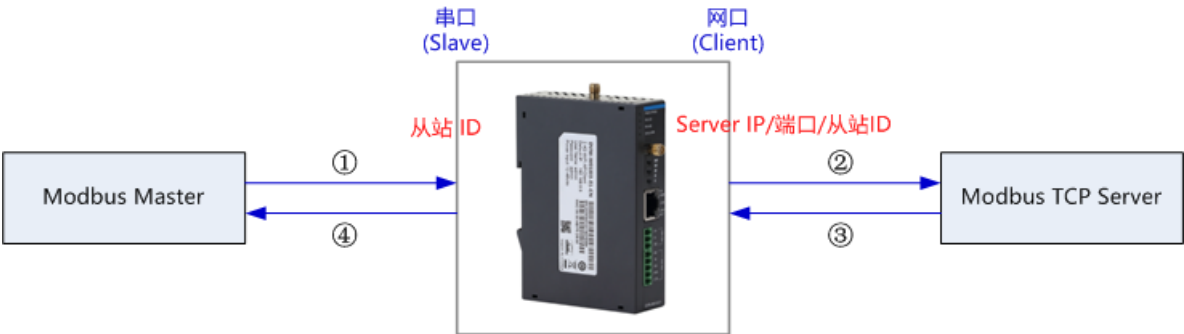 串口
(Slave)
网口
(Client)
从站 ID
Server IP/端口/从站ID
①
②
Modbus Master
Modbus TCP Server
④
③